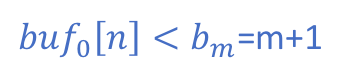 buf₀[n] < bₘ=m+1